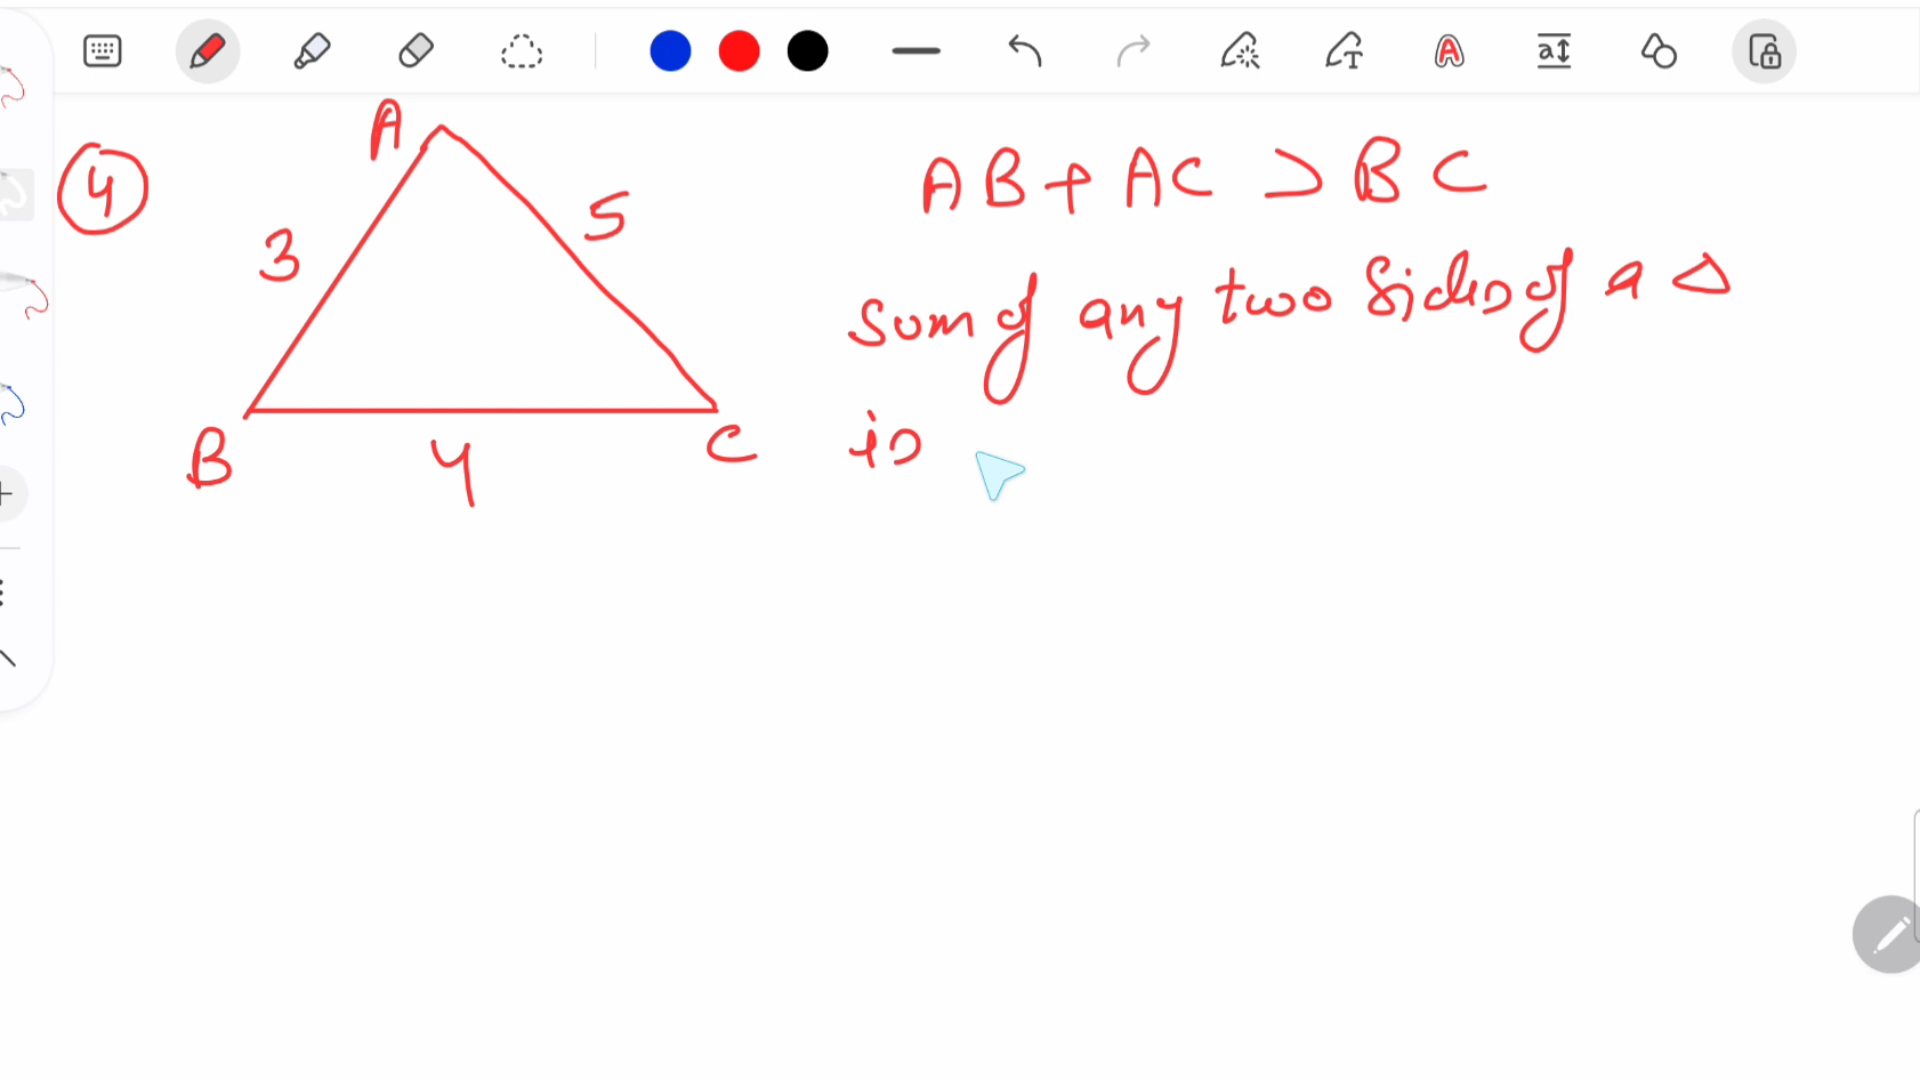 4
A
3
5
B
4
C
AB + AC > BC
Sum of any two sides of a Δ
is